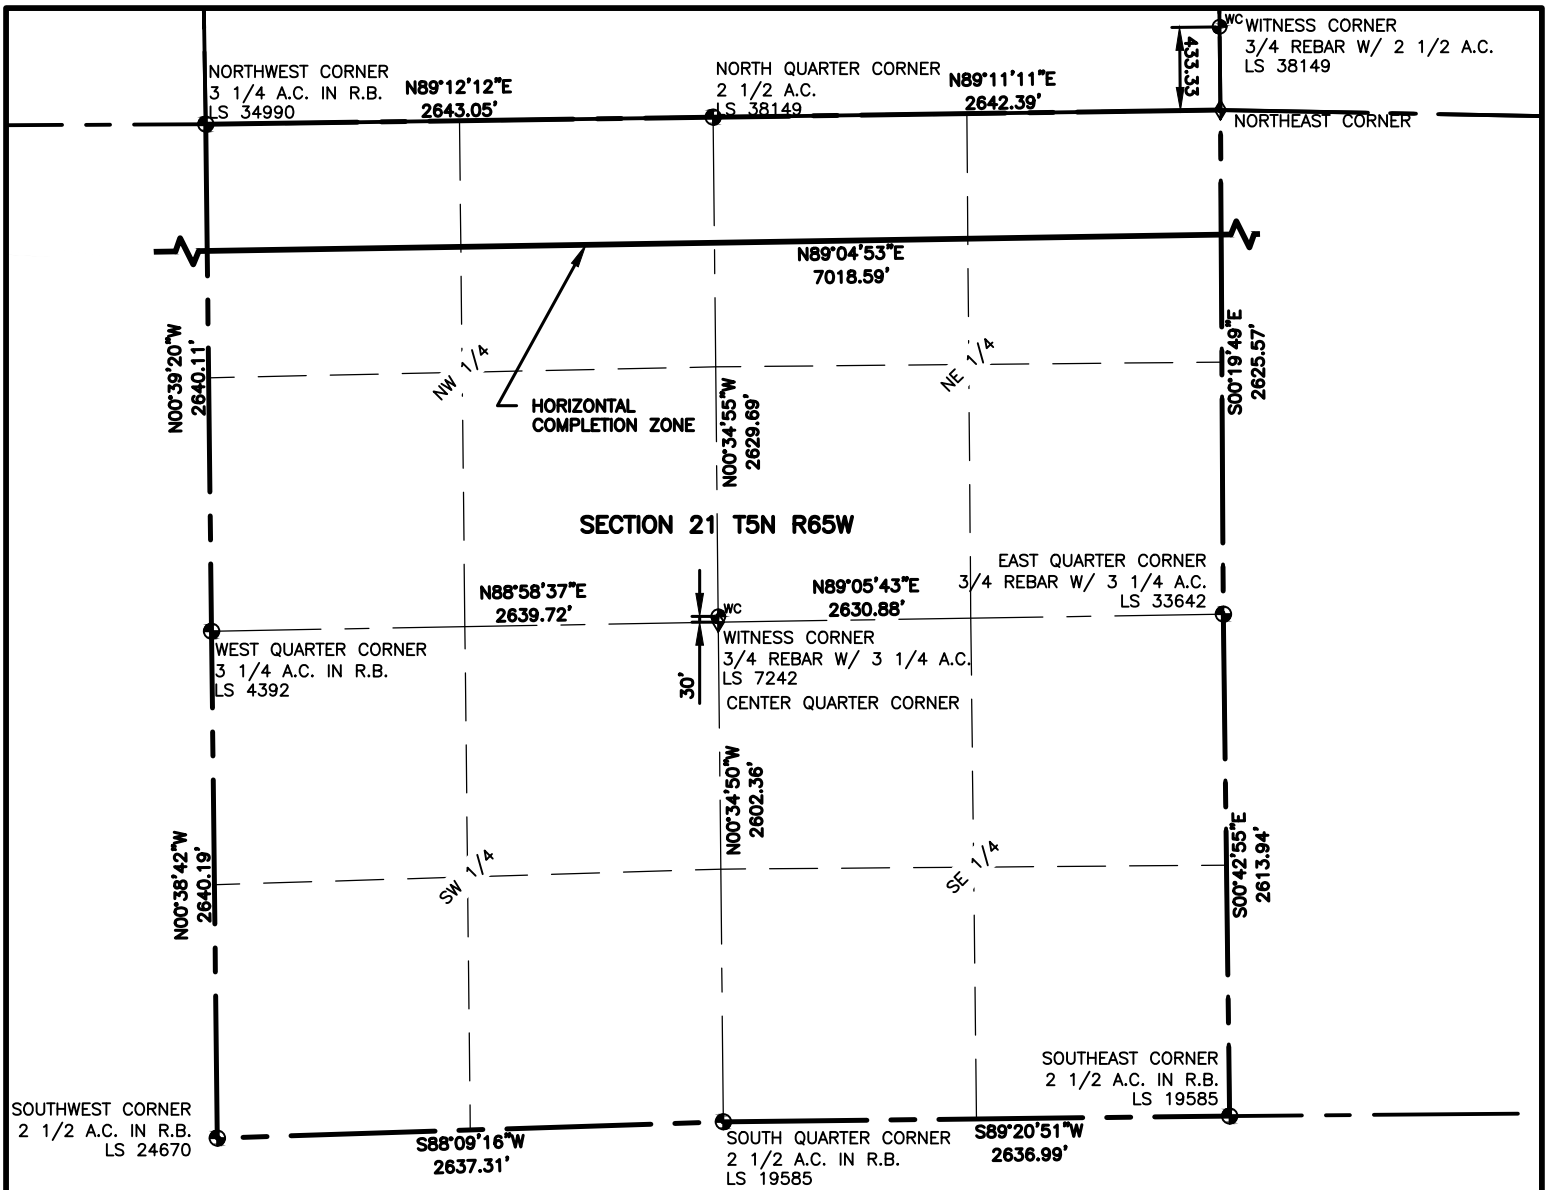 WC WITNESS CORNER
3/4 REBAR W/ 2 1/2 A.C.
LS 38149
433.33
NORTHWEST CORNER
3 1/4 A.C. IN R.B.
LS 34990
N89°12'12"E
2643.05'
NORTH QUARTER CORNER
2 1/2 A.C.
LS 38149
N89°11'11"E
2642.39'
NORTHEAST CORNER
N89°04'53"E
7018.59'
N00°39'20"W
2640.11'
NW 1/4
HORIZONTAL
COMPLETION ZONE
N00°34'55"W
2629.69'
NE 1/4
S00°19'49"E
2625.57'
SECTION 21 T5N R65W
N88°58'37"E
2639.72'
N89°05'43"E
2630.88'
EAST QUARTER CORNER
3/4 REBAR W/ 3 1/4 A.C.
LS 33642
WEST QUARTER CORNER
3 1/4 A.C. IN R.B.
LS 4392
30'
WC
WITNESS CORNER
3/4 REBAR W/ 3 1/4 A.C.
LS 7242
CENTER QUARTER CORNER
N00°38'42"W
2640.19'
SW 1/4
N00°34'50"W
2602.36'
SE 1/4
S00°42'55"E
2613.94'
SOUTHWEST CORNER
2 1/2 A.C. IN R.B.
LS 24670
S88°09'16"W
2637.31'
SOUTH QUARTER CORNER
2 1/2 A.C. IN R.B.
LS 19585
S89°20'51"W
2636.99'
SOUTHEAST CORNER
2 1/2 A.C. IN R.B.
LS 19585